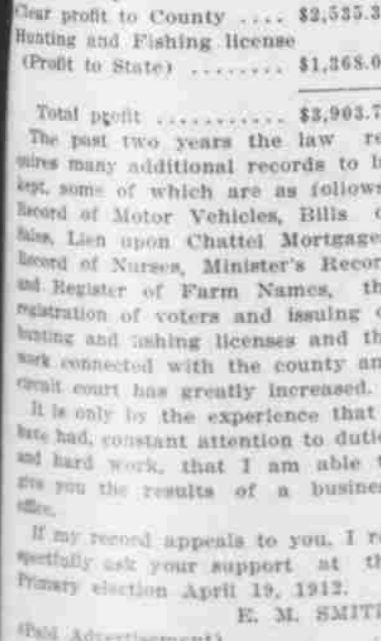 Clear profit to County .... $2,535.3
Hunting and Fishing license
(Profit to State) ........ $1,368.0
Total profit ........... $3,903.7
The past two years the law re
quires many additional records to b
kept, some of which are as follows
Record of Motor Vehicles, Bills o
Sales, Lien upon Chattel Mortgage
Record of Nurses, Minister's Recor
and Register of Farm Names, th
registration of voters and issuing o
hunting and fishing licenses and th
work connected with the county an
circuit court has greatly increased.
It is only by the experience that
have had, constant attention to dutie
and hard work, that I am able t
give you the results of a busines
office.
If my record appeals to you, I re
spectfully ask your support at th
Primary election April 19, 1912.
E. M. SMIT
(Paid Advertisement)